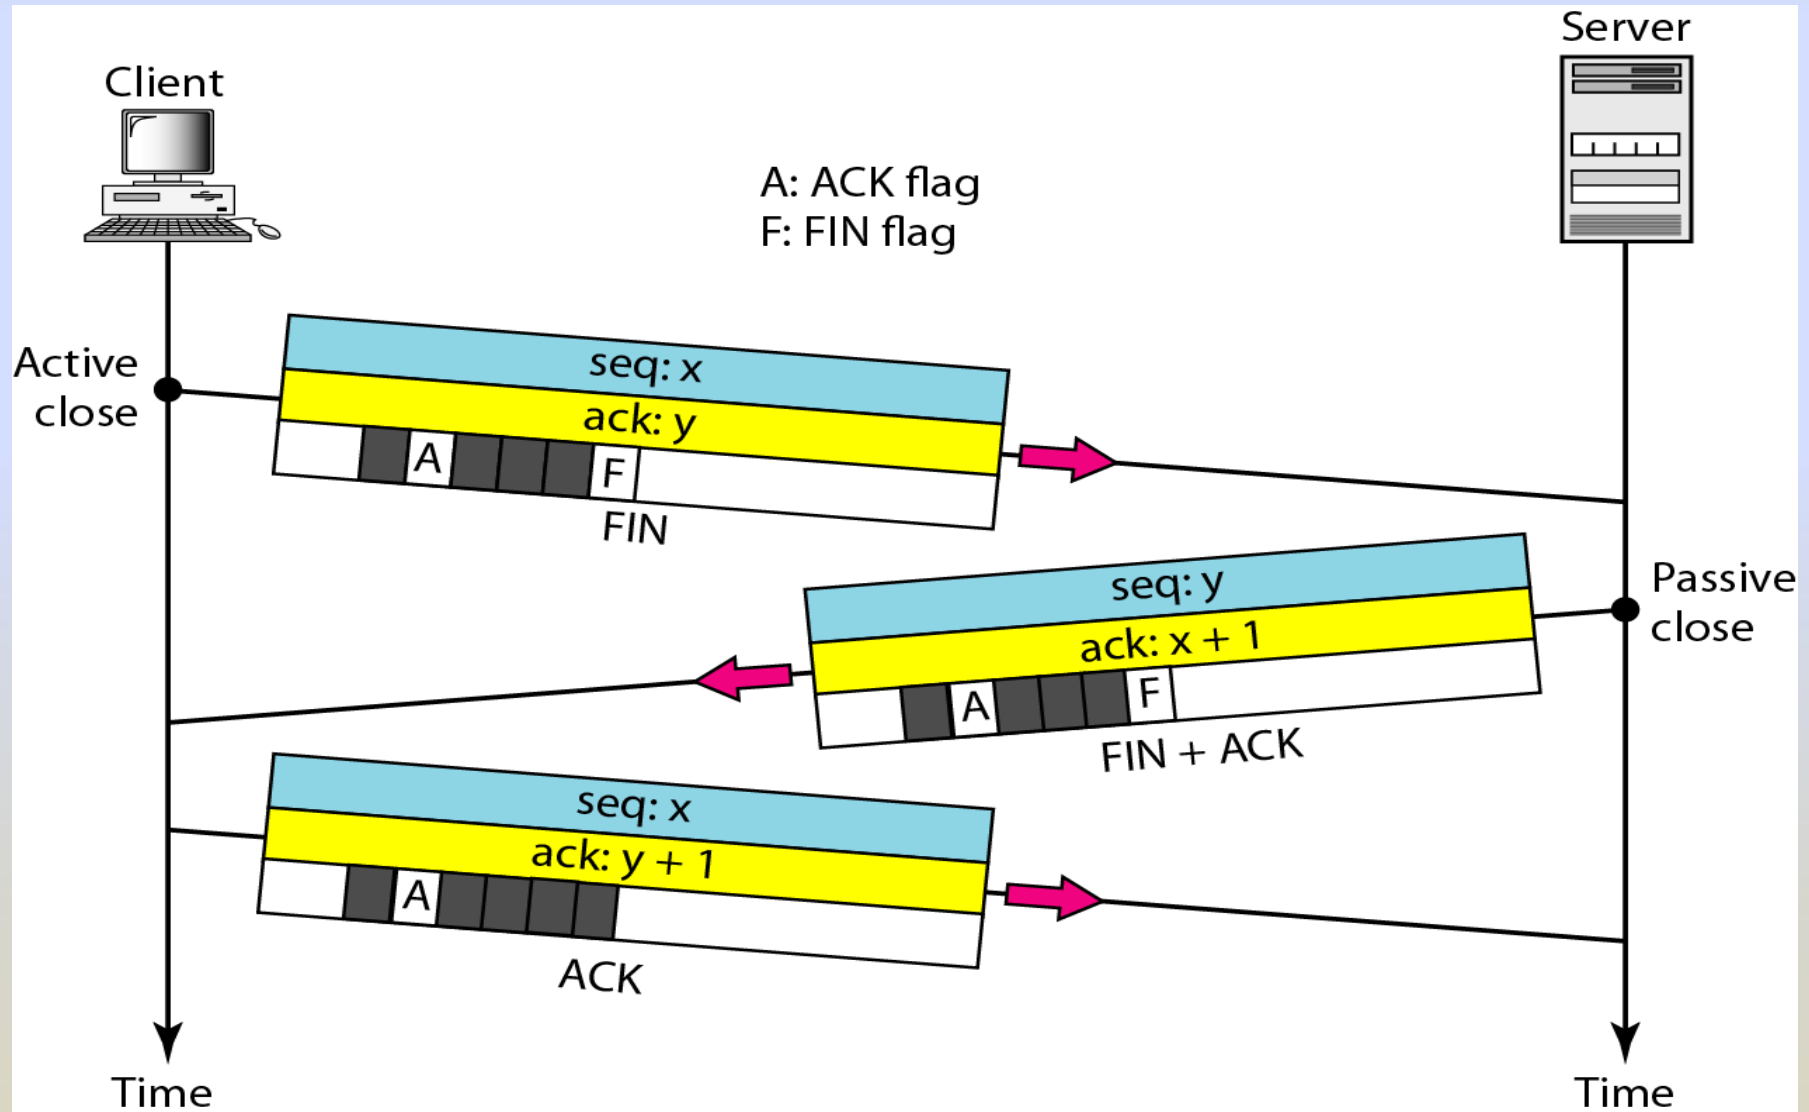 Server
Client
A: ACK flag
F: FIN flag
Active
close
seq: x
ack: y
A
F
FIN
Passive
close
seq: y
ack: x + 1
A
F
FIN + ACK
seq: x
ack: y + 1
A
ACK
Time
Time